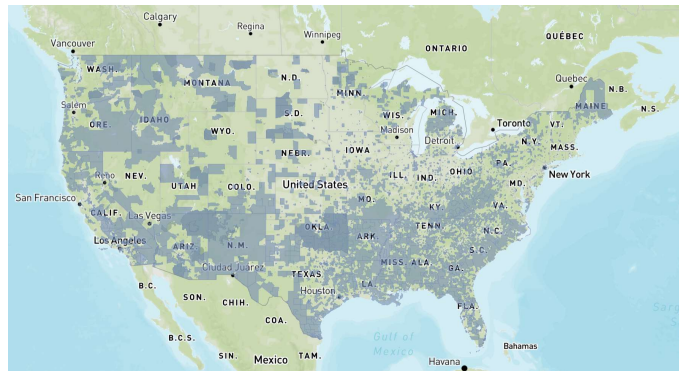 Calgary
Regina
Winnipeg
Vancouver
ONTARIO
QUÉBEC
WASH.
MONTANA
N.D.
MINN.
Quebec
N.B.
MAINE
N.S.
Salem
ORE.
IDAHO
WYO.
S.D.
WIS.
MICH.
Toronto
VT.
Madison
Detroit
N.Y.
MASS.
NEBR.
IOWA
PA.
Reno
NEV.
UTAH
COLO.
United States
ILL.
IND.
OHIO
MD.
New York
San Francisco
CALIF.
Las Vegas
MO.
KY
VA.
Los Angeles
ARIZ
N.M.
OKLA.
ARK
TENN
N.C.
S.C.
Ciudad Juárez
TEXAS
MISS.
ALA.
GA.
B.C.
SON.
CHIH.
Houston
LA.
FLA.
COA.
B.C.S.
Gulf of
Mexico
Bahamas
SIN.
Mexico
TAM.
Havana